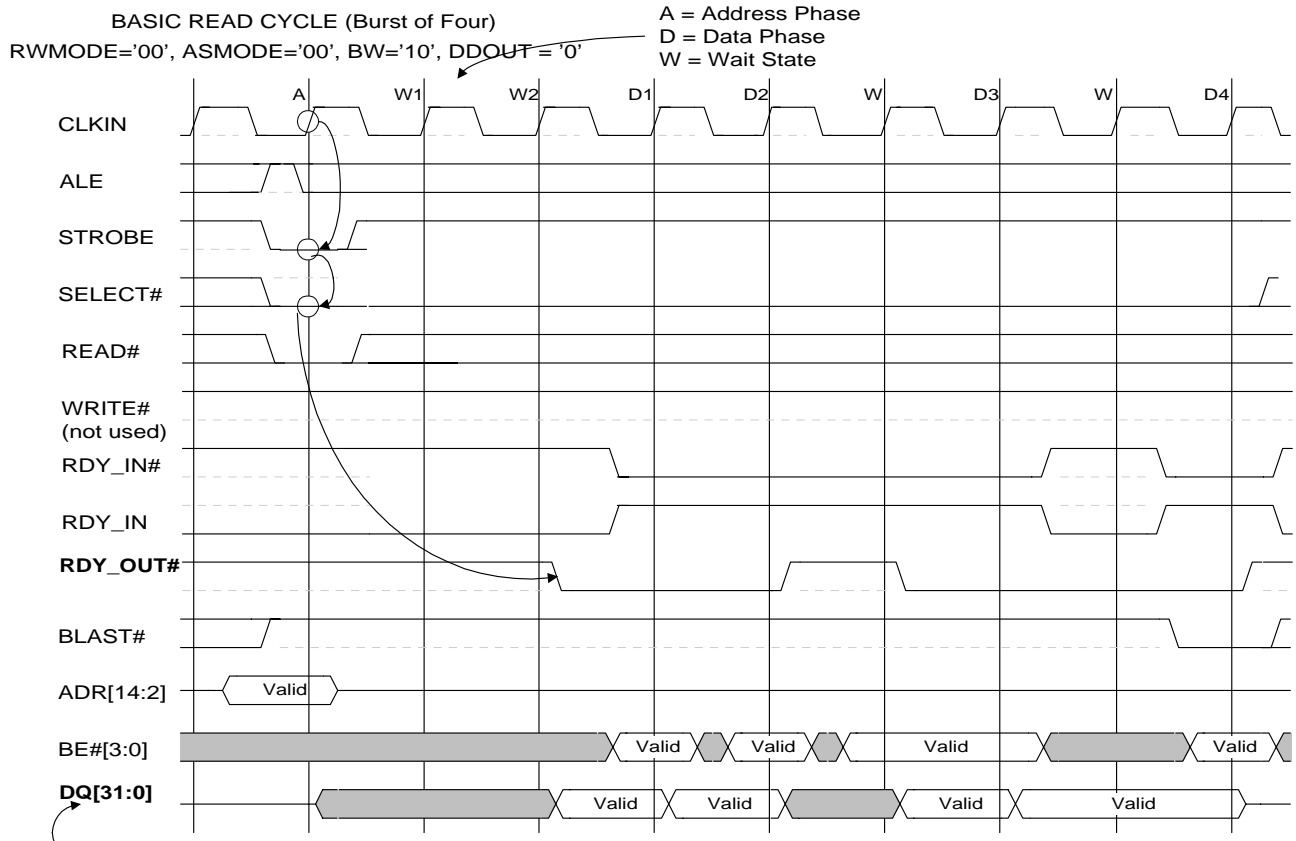 BASIC READ CYCLE (Burst of Four)
RWMODE='00', ASMODE='00', BW='10', DDOUT = '0'
A = Address Phase
D = Data Phase
W = Wait State
A W1 W2 D1 D2 W D3 W D4
CLKIN
ALE
STROBE
SELECT#
READ#
WRITE#
(not used)
RDY_IN#
RDY_IN
RDY_OUT#
BLAST#
ADR[14:2] Valid
BE#[3:0] Valid Valid Valid Valid
DQ[31:0] Valid Valid Valid Valid